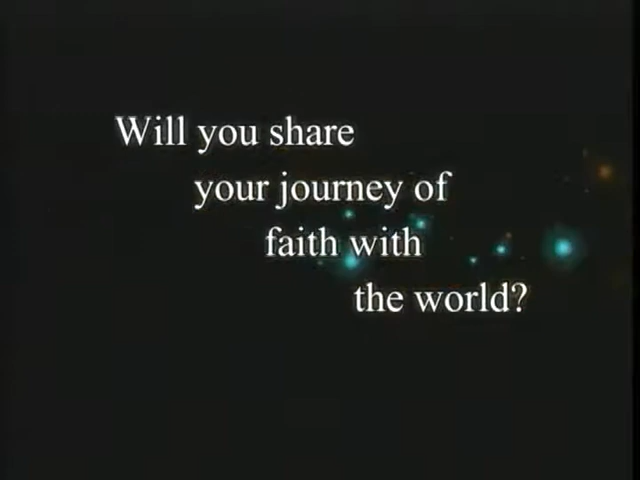 Will you share
your journey of
faith with
the world?